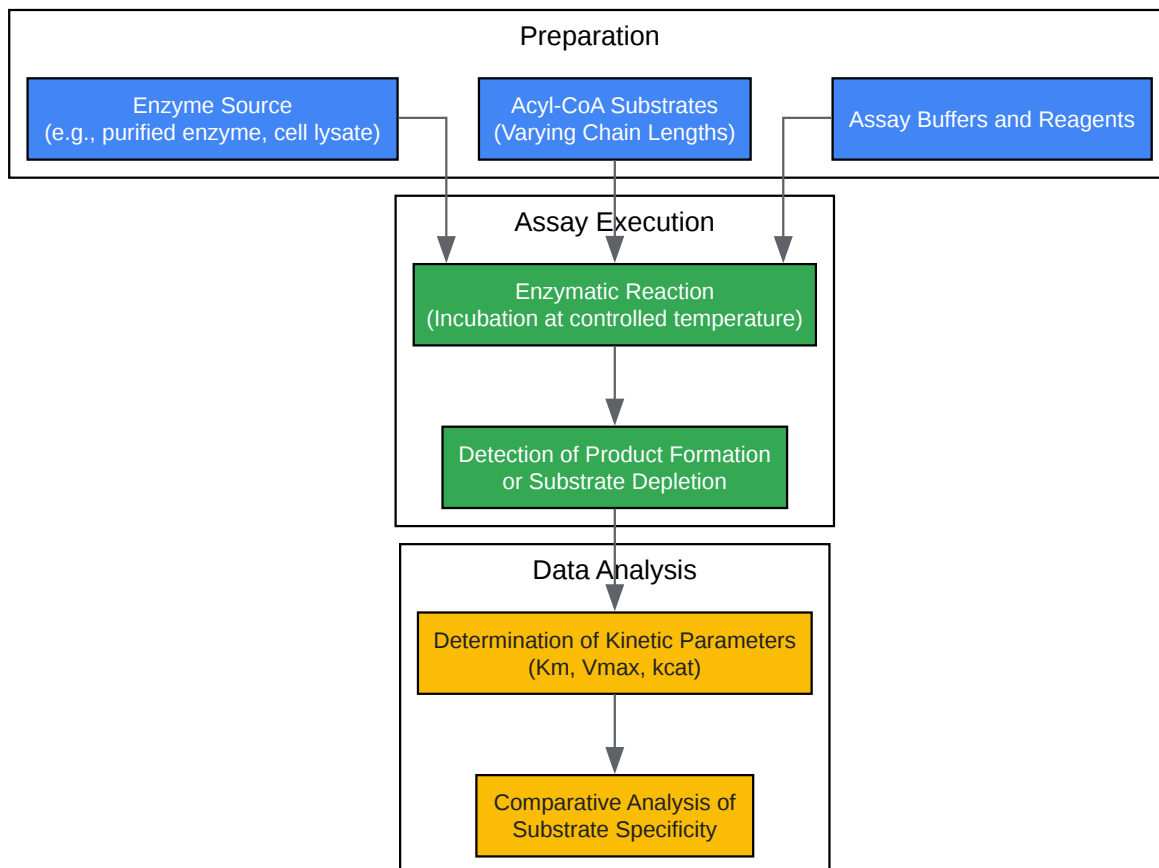 Preparation
Enzyme Source
(e.g., purified enzyme, cell lysate)
Acyl-CoA Substrates
(Varying Chain Lengths)
Assay Buffers and Reagents
Assay Execution
Enzymatic Reaction
(Incubation at controlled temperature)
Detection of Product Formation
or Substrate Depletion
Data Analysis
Determination of Kinetic Parameters
(Km, Vmax, kcat)
Comparative Analysis of
Substrate Specificity